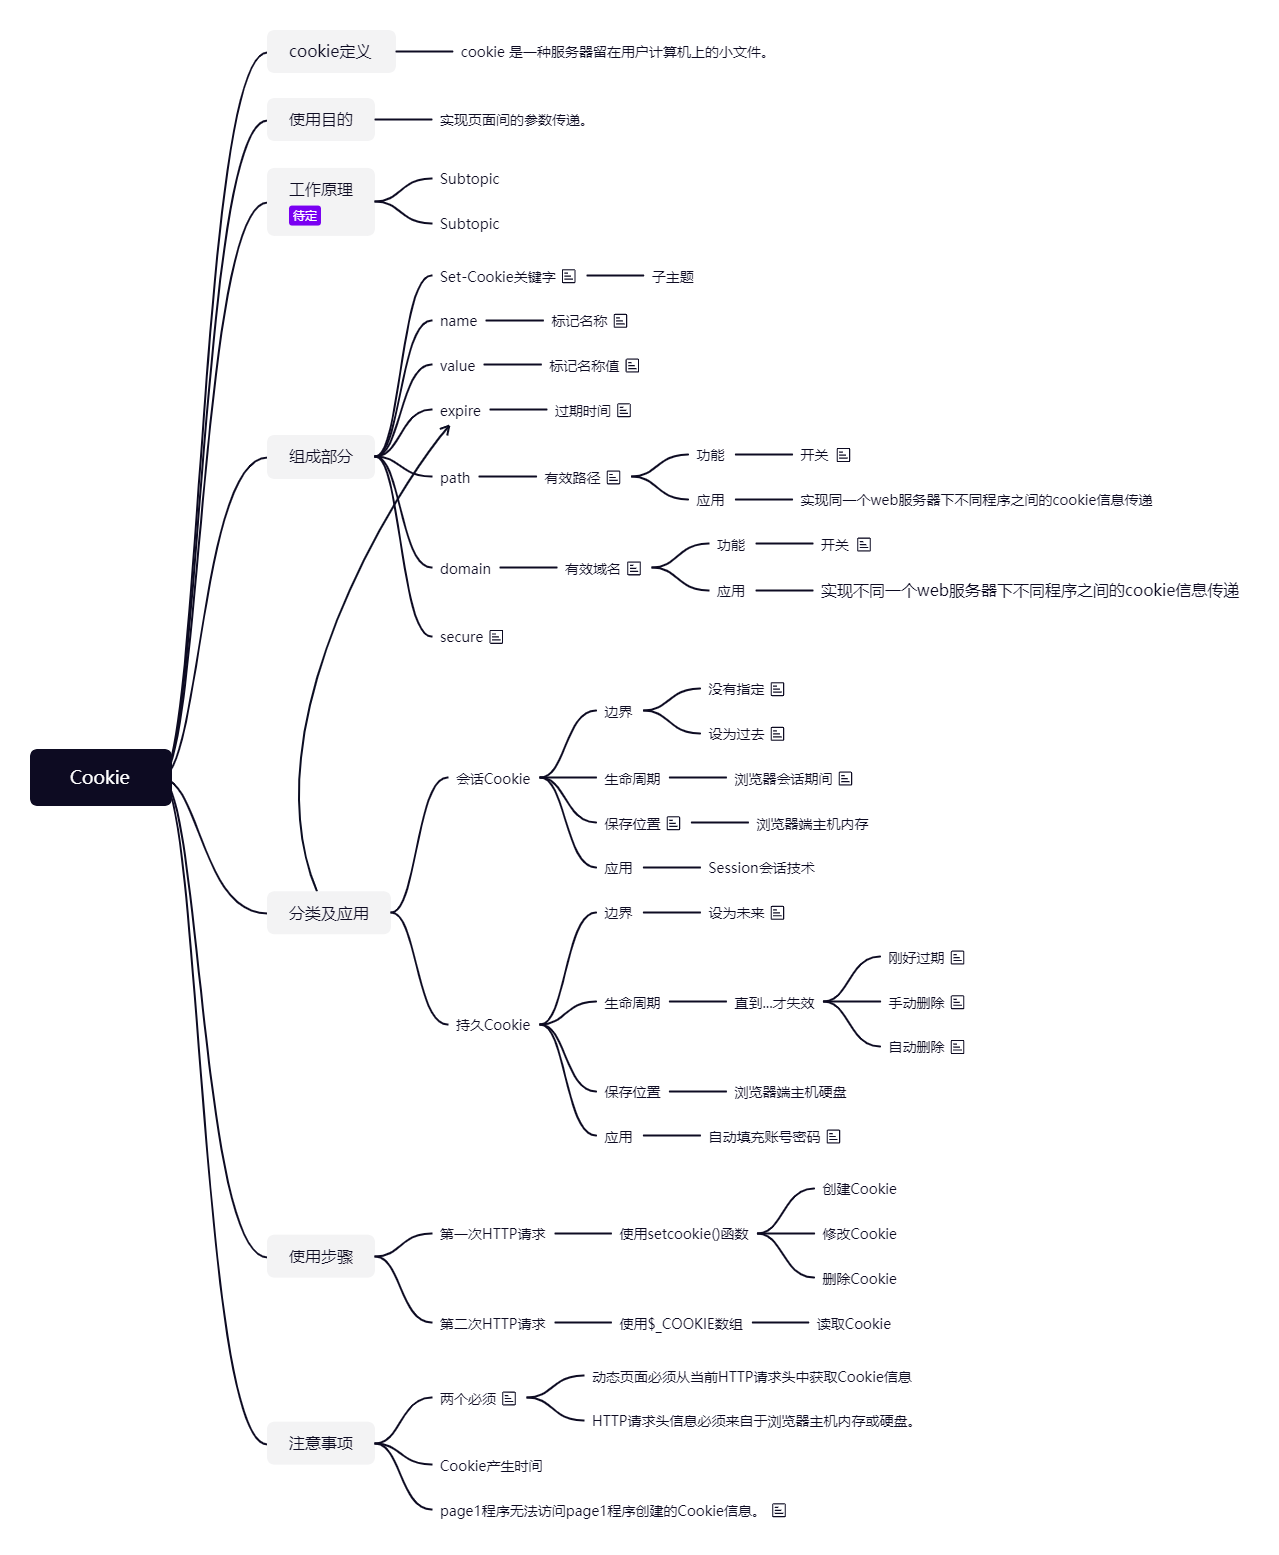 Cookie
cookie定义
cookie 是一种服务器留在用户计算机上的小文件。
使用目的
实现页面间的参数传递。
工作原理
待定
Subtopic
Subtopic
组成部分
Set-Cookie关键字
子主题
name
标记名称
value
标记名称值
expire
过期时间
path
有效路径
功能
开关
应用
实现同一个web服务器下不同程序之间的cookie信息传递
domain
有效域名
功能
开关
应用
实现不同一个web服务器下不同程序之间的cookie信息传递
secure
分类及应用
会话Cookie
边界
没有指定
设为过去
生命周期
浏览器会话期间
保存位置
浏览器端主机内存
应用
Session会话技术
持久Cookie
边界
设为未来
生命周期
直到...才失效
刚好过期
手动删除
自动删除
保存位置
浏览器端主机硬盘
应用
自动填充账号密码
使用步骤
第一次HTTP请求
使用setcookie()函数
创建Cookie
修改Cookie
删除Cookie
第二次HTTP请求
使用$_COOKIE数组
读取Cookie
注意事项
两个必须
动态页面必须从当前HTTP请求头中获取Cookie信息
HTTP请求头信息必须来自于浏览器主机内存或硬盘。
Cookie产生时间
page1程序无法访问page1程序创建的Cookie信息。